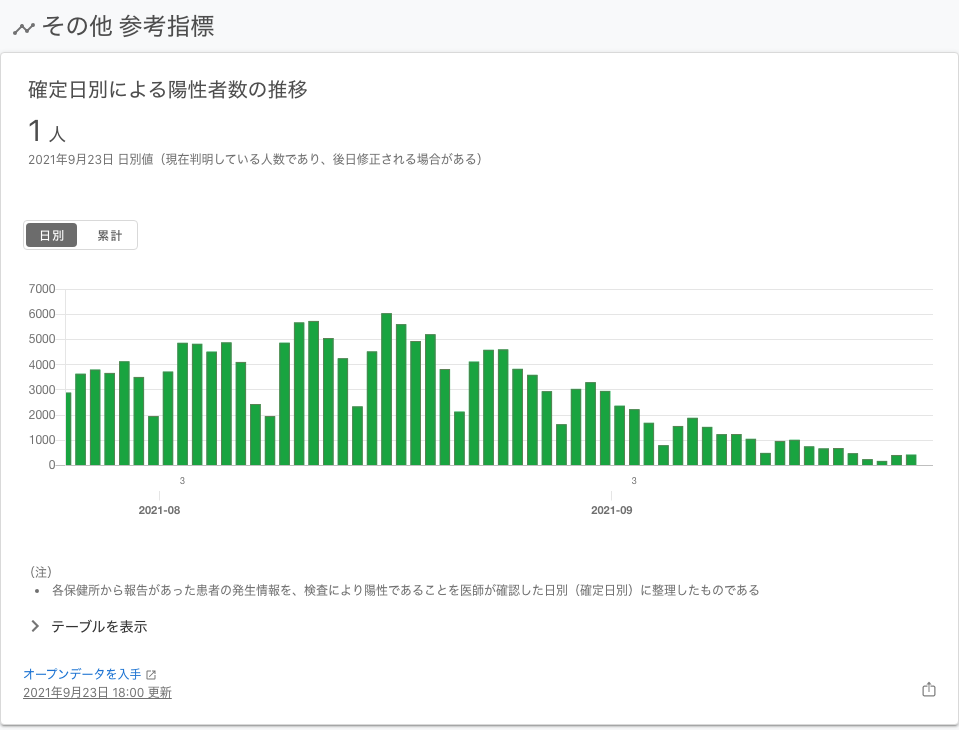 その他 参考指標
確定日別による陽性者数の推移
1 人
2021年9月23日 日別値（現在判明している人数であり、後日修正される場合がある）
日別 累計
7000
6000
5000
4000
3000
2000
1000
0
3 3
2021-08 2021-09
（注）
• 各保健所から報告があった患者の発生情報を、検査により陽性であることを医師が確認した日別（確定日別）に整理したものである
テーブルを表示
オープンデータを入手
2021年9月23日 18:00 更新